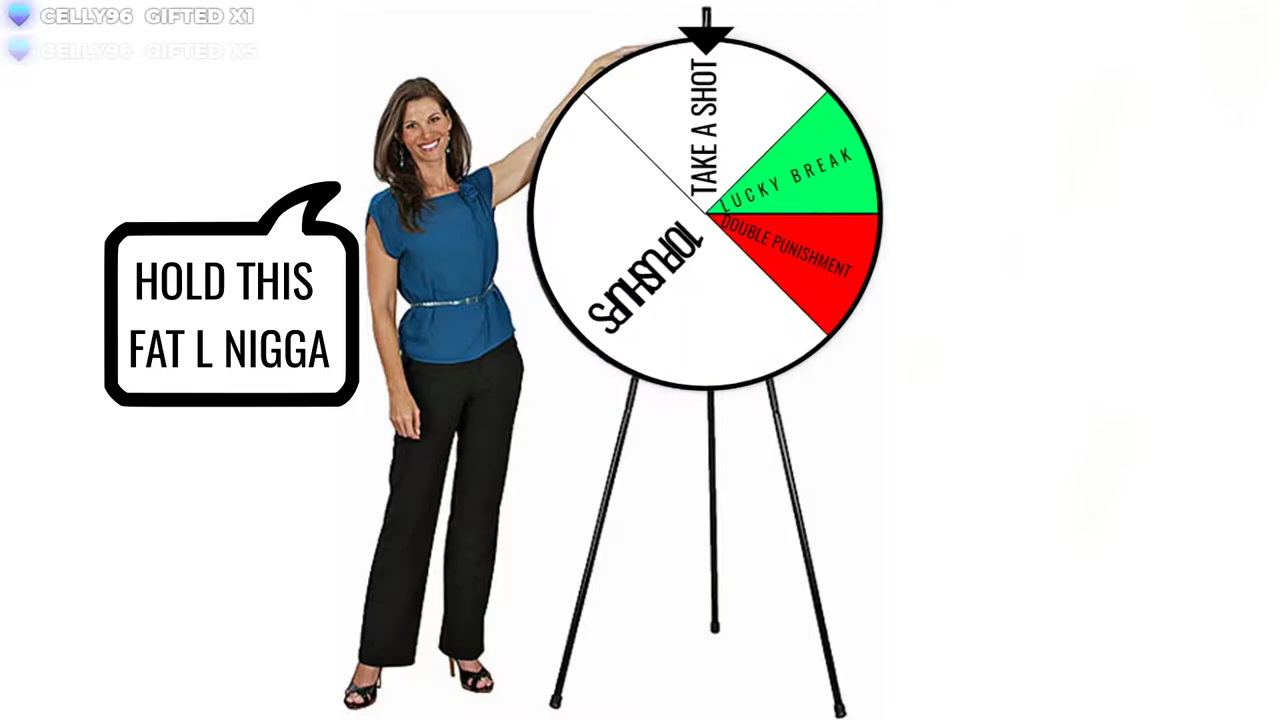 CELLY96 GIFTED X1
CELLY96 GIFTED X5
TAKE A SHOT
LUCKY BREAK
DOUBLE PUNISHMENT
10 PUSHUPS
HOLD THIS
FAT L NIGGA